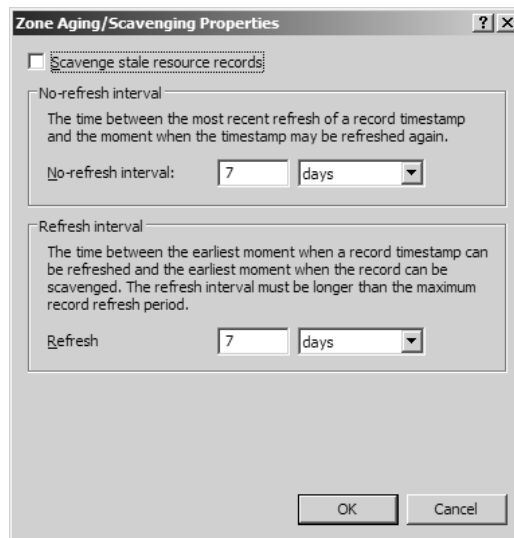 Zone Aging/Scavenging Properties
Scavenge stale resource records
No-refresh interval
The time between the most recent refresh of a record timestamp
and the moment when the timestamp may be refreshed again.
No-refresh interval: 7 days
Refresh interval
The time between the earliest moment when a record timestamp can
be refreshed and the earliest moment when the record can be
scavenged. The refresh interval must be longer than the maximum
record refresh period.
Refresh 7 days
OK Cancel